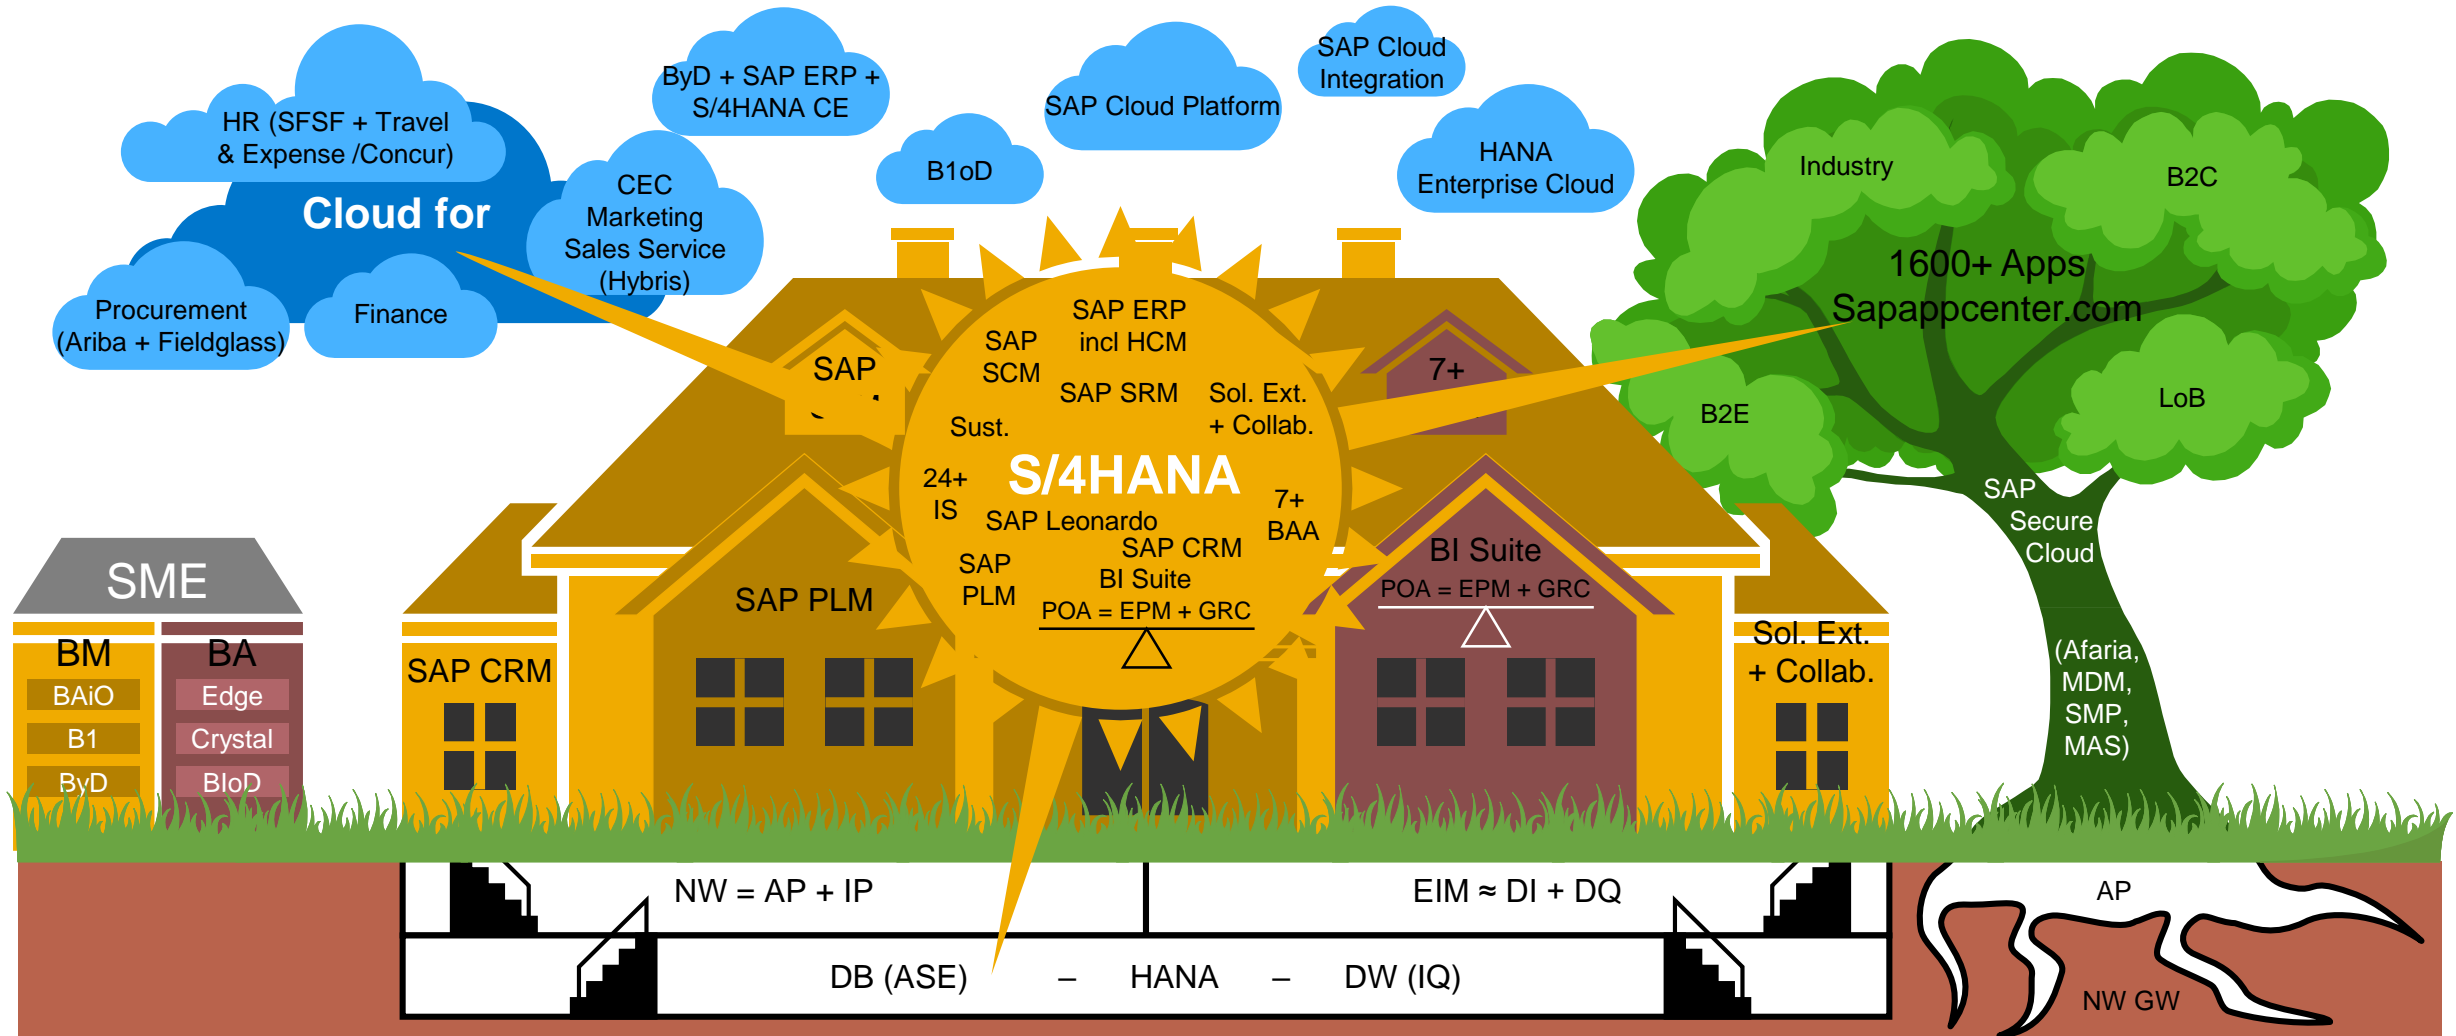 HR (SFSF + Travel
& Expense /Concur)
Cloud for
Procurement
(Ariba + Fieldglass)
Finance
CEC
Marketing
Sales Service
(Hybris)
ByD + SAP ERP +
S/4HANA CE
B1oD
SAP Cloud Platform
SAP Cloud
Integration
HANA
Enterprise Cloud
Industry
B2C
1600+ Apps
Sapappcenter.com
B2E
LoB
SAP
Secure
Cloud
(Afaria,
MDM,
SMP,
MAS)
SAP
7+
SAP ERP
incl HCM
SAP
SCM
SAP SRM
Sol. Ext.
+ Collab.
Sust.
S/4HANA
24+
IS
7+
BAA
SAP Leonardo
SAP CRM
SAP
PLM
BI Suite
POA = EPM + GRC
SAP PLM
BI Suite
POA = EPM + GRC
SAP CRM
Sol. Ext.
+ Collab.
SME
BM
BAiO
B1
ByD
BA
Edge
Crystal
BIoD
NW = AP + IP
EIM ≈ DI + DQ
DB (ASE) – HANA – DW (IQ)
AP
NW GW